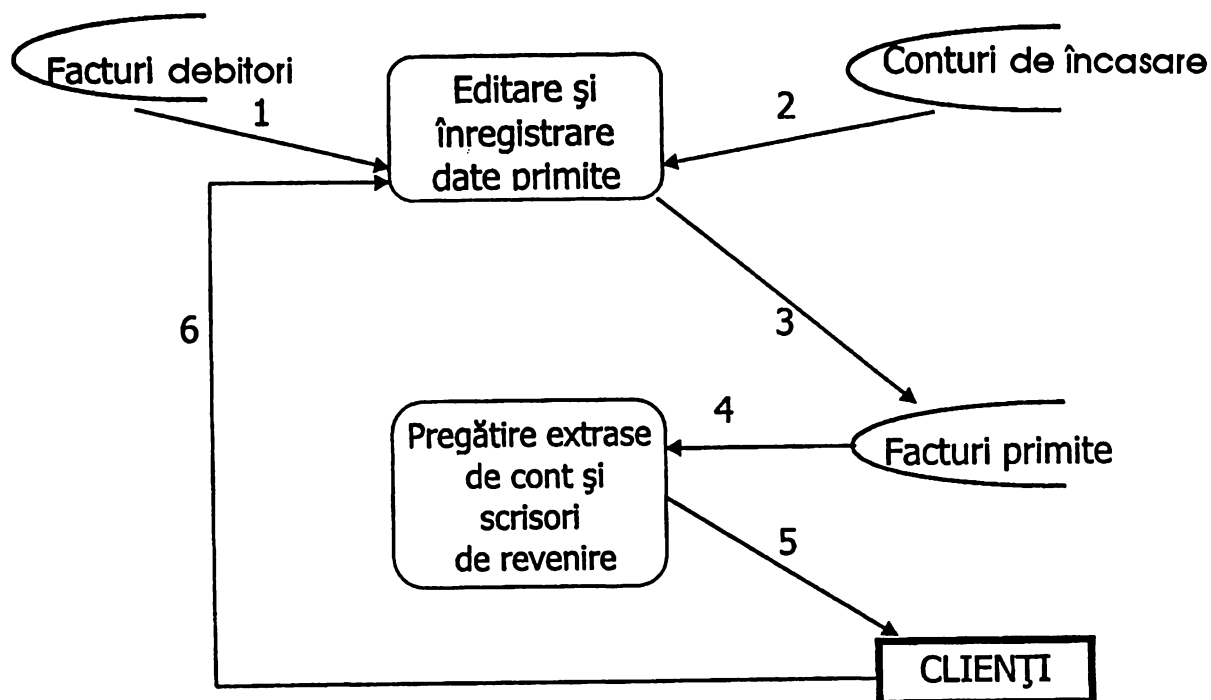 Facturi debitori
Conturi de încasare
Editare şi
înregistrare
date primite
1
2
3
6
4
Pregătire extrase
de cont şi
scrisori
de revenire
Facturi primite
5
CLIENŢI